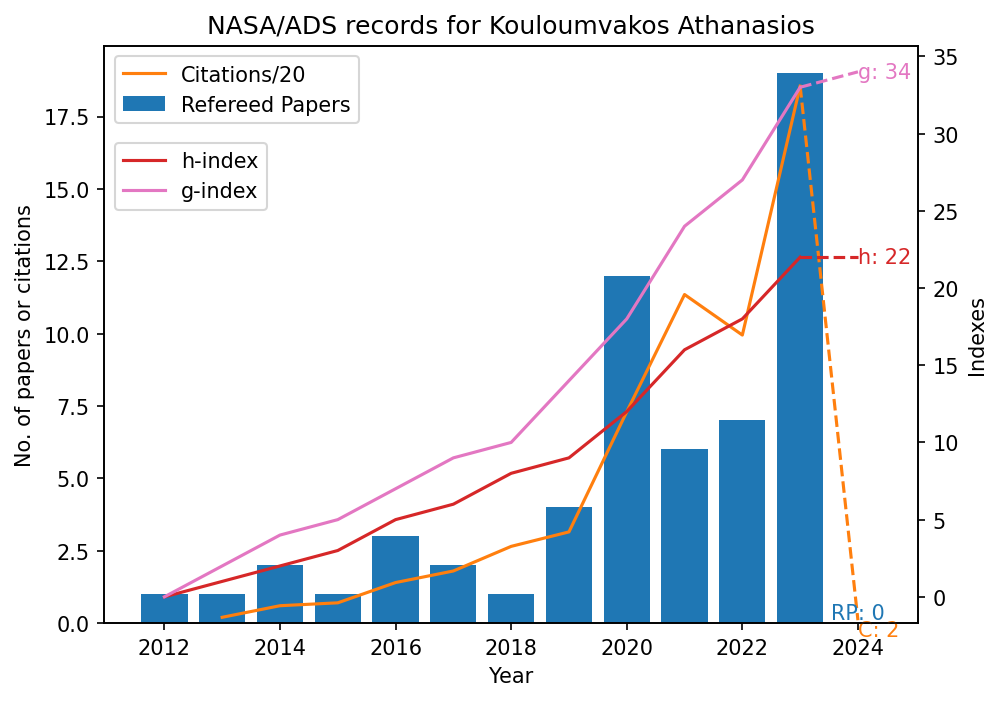 NASA/ADS records for Kouloumvakos Athanasios
Citations/20
Refereed Papers
h-index
g-index
No. of papers or citations
17.5
15.0
12.5
10.0
7.5
5.0
2.5
0.0
35
30
25
20
15
10
5
0
Indexes
g: 34
h: 22
RP: 0
C: 2
2012 2014 2016 2018 2020 2022 2024
Year